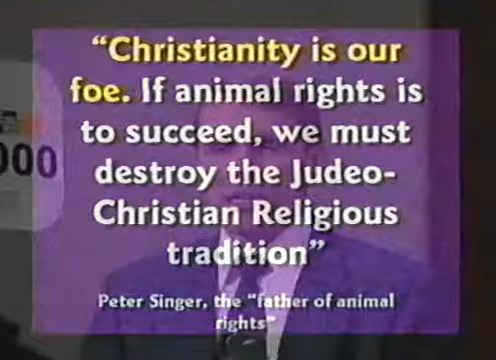 “Christianity is our
foe. If animal rights is
to succeed, we must
destroy the Judeo-
Christian Religious
tradition”
Peter Singer, the “father of animal
rights”
000